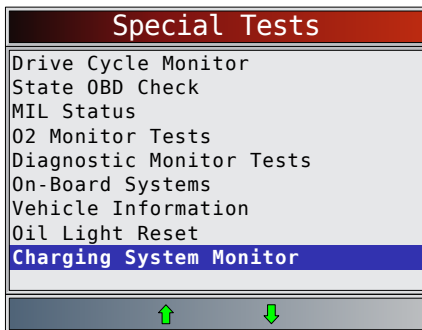 Special Tests
Drive Cycle Monitor
State OBD Check
MIL Status
O2 Monitor Tests
Diagnostic Monitor Tests
On-Board Systems
Vehicle Information
Oil Light Reset
Charging System Monitor